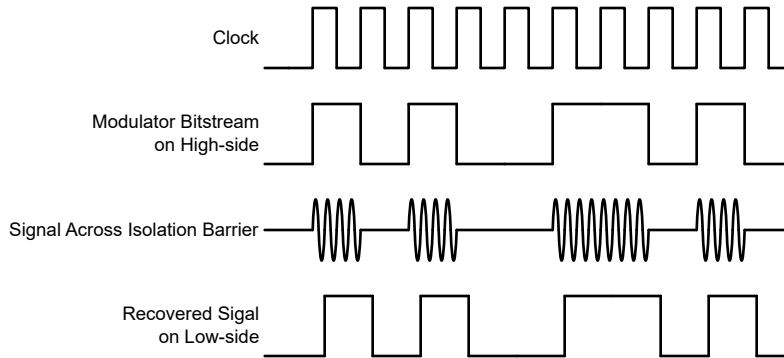 Clock
Modulator Bitstream
on High-side
Signal Across Isolation Barrier
Recovered Sigal
on Low-side